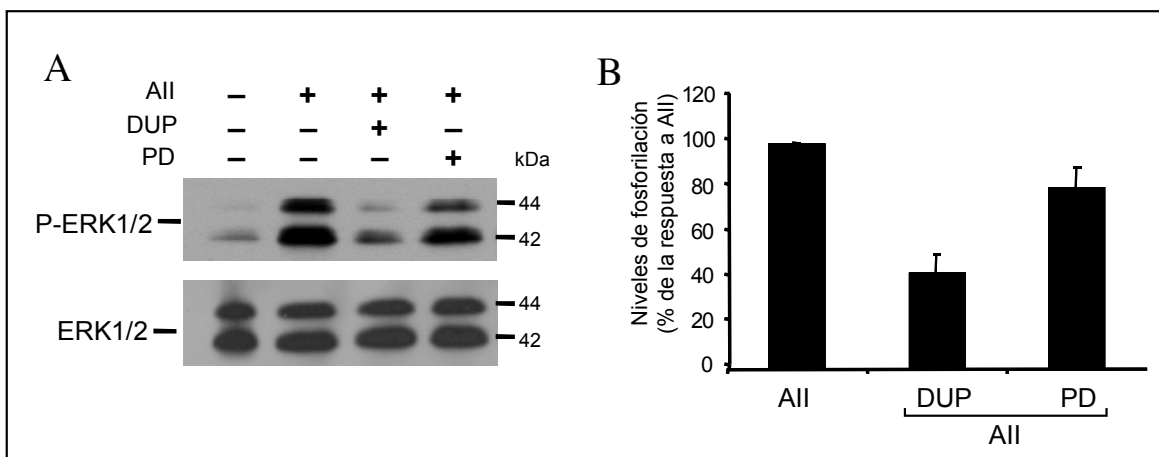 A
AII – + + +
DUP – – + –
PD – – – +
kDa
P-ERK1/2
44
42
ERK1/2
44
42
B
Niveles de fosforilación
(% de la respuesta a AII)
120
100
80
60
40
20
0
AII DUP PD
AII